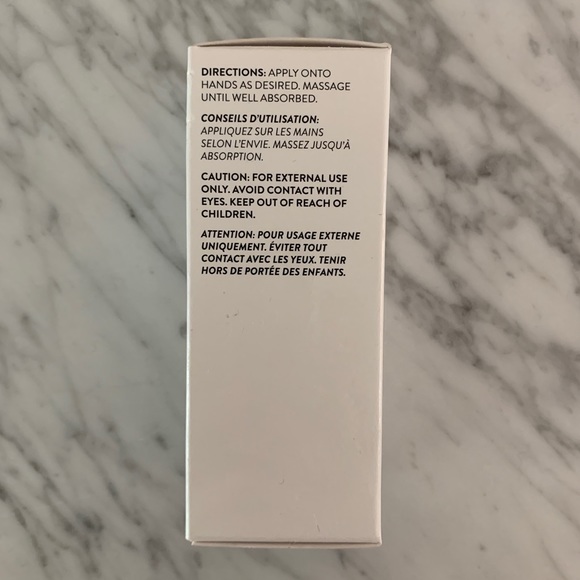 DIRECTIONS: APPLY ONTO
HANDS AS DESIRED. MASSAGE
UNTIL WELL ABSORBED.
CONSEILS D'UTILISATION:
APPLIQUEZ SUR LES MAINS
SELON L'ENVIE. MASSEZ JUSQU'À
ABSORPTION.
CAUTION: FOR EXTERNAL USE
ONLY. AVOID CONTACT WITH
EYES. KEEP OUT OF REACH OF
CHILDREN.
ATTENTION: POUR USAGE EXTERNE
UNIQUEMENT. ÉVITER TOUT
CONTACT AVEC LES YEUX. TENIR
HORS DE PORTÉE DES ENFANTS.